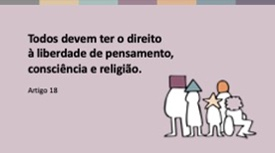 Todos devem ter o direito
à liberdade de pensamento,
consciência e religião.
Artigo 18